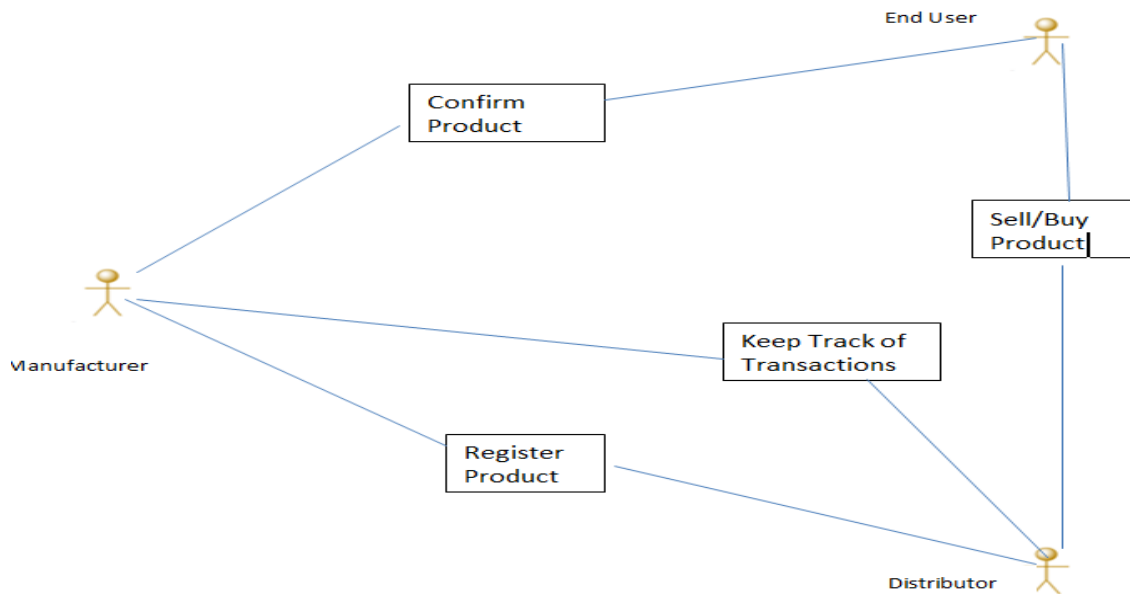 End User
Confirm
Product
Sell/Buy
Product
Keep Track of
Transactions
Manufacturer
Register
Product
Distributor